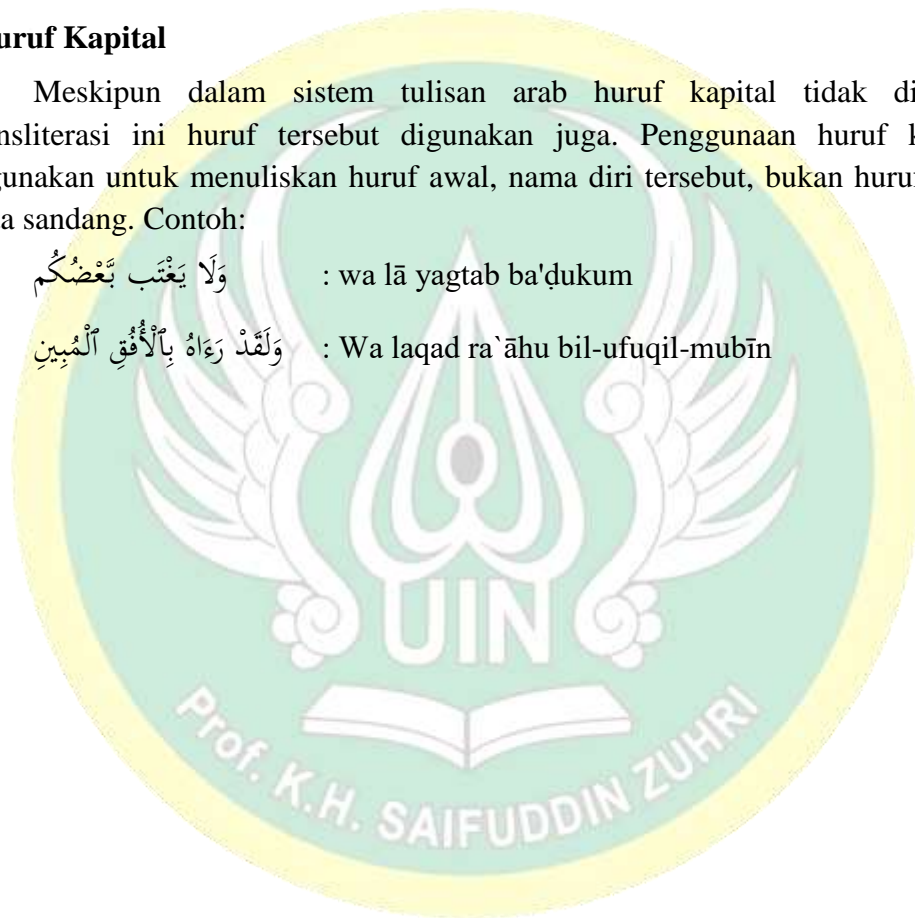 uruf Kapital
Meskipun dalam sistem tulisan arab huruf kapital tidak di
nsliterasi ini huruf tersebut digunakan juga. Penggunaan huruf k
gunakan untuk menuliskan huruf awal, nama diri tersebut, bukan huruf
a sandang. Contoh:
وَلَا يَغْتَب بَّعْضُكُم : wa lā yagtab ba'ḍukum
وَلَقَدْ رَءَاهُ بِٱلْأُفُقِ ٱلْمُبِينِ : Wa laqad ra`āhu bil-ufuqil-mubīn
UIN
Prof. K.H. SAIFUDDIN ZUHRI